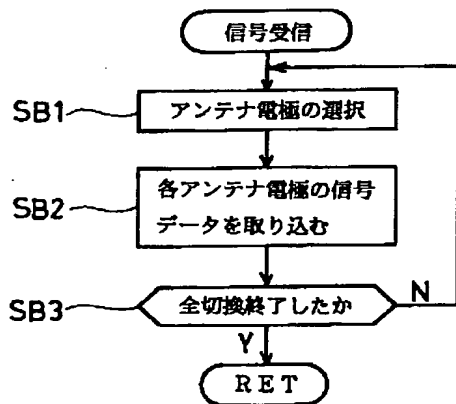 信号受信
SB1 アンテナ電極の選択
SB2 各アンテナ電極の信号
データを取り込む
SB3 全切換終了したか N
Y
RET